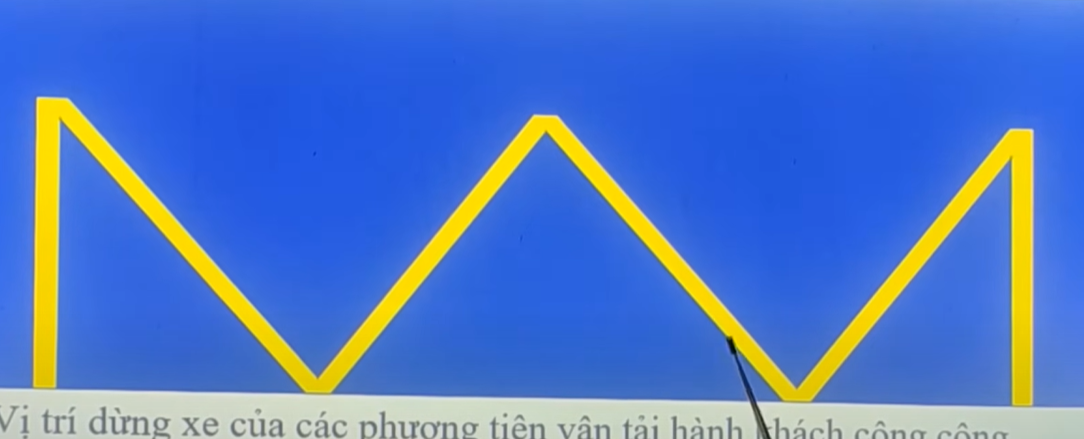 Vị trí dừng xe của các phương tiện vận tải hành khách công cộng